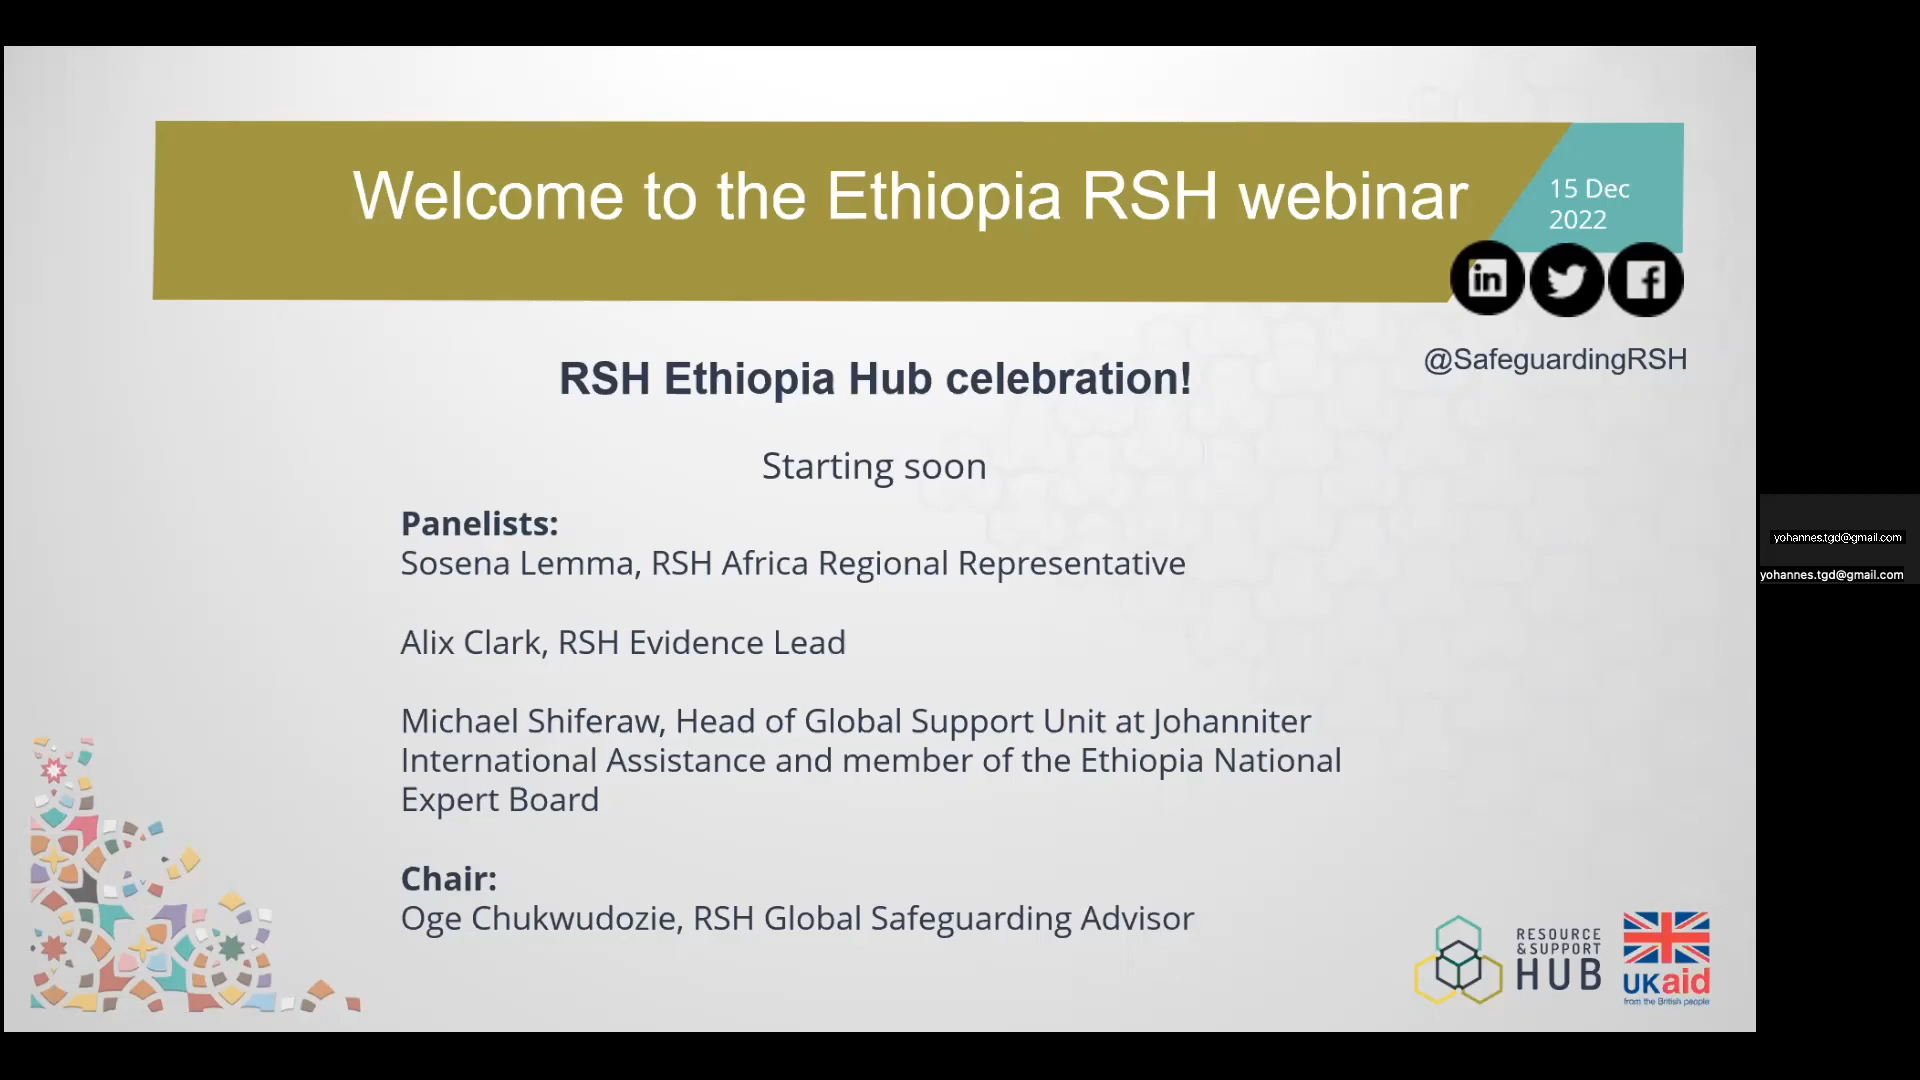 Welcome to the Ethiopia RSH webinar
15 Dec
2022
in
@SafeguardingRSH
RSH Ethiopia Hub celebration!
Starting soon
Panelists:
Sosena Lemma, RSH Africa Regional Representative
Alix Clark, RSH Evidence Lead
Michael Shiferaw, Head of Global Support Unit at Johanniter
International Assistance and member of the Ethiopia National
Expert Board
Chair:
Oge Chukwudozie, RSH Global Safeguarding Advisor
RESOURCE
&SUPPORT
HUB
UKaid
from the British people
yohannes.tgd@gmail.com
yohannes.tgd@gmail.com